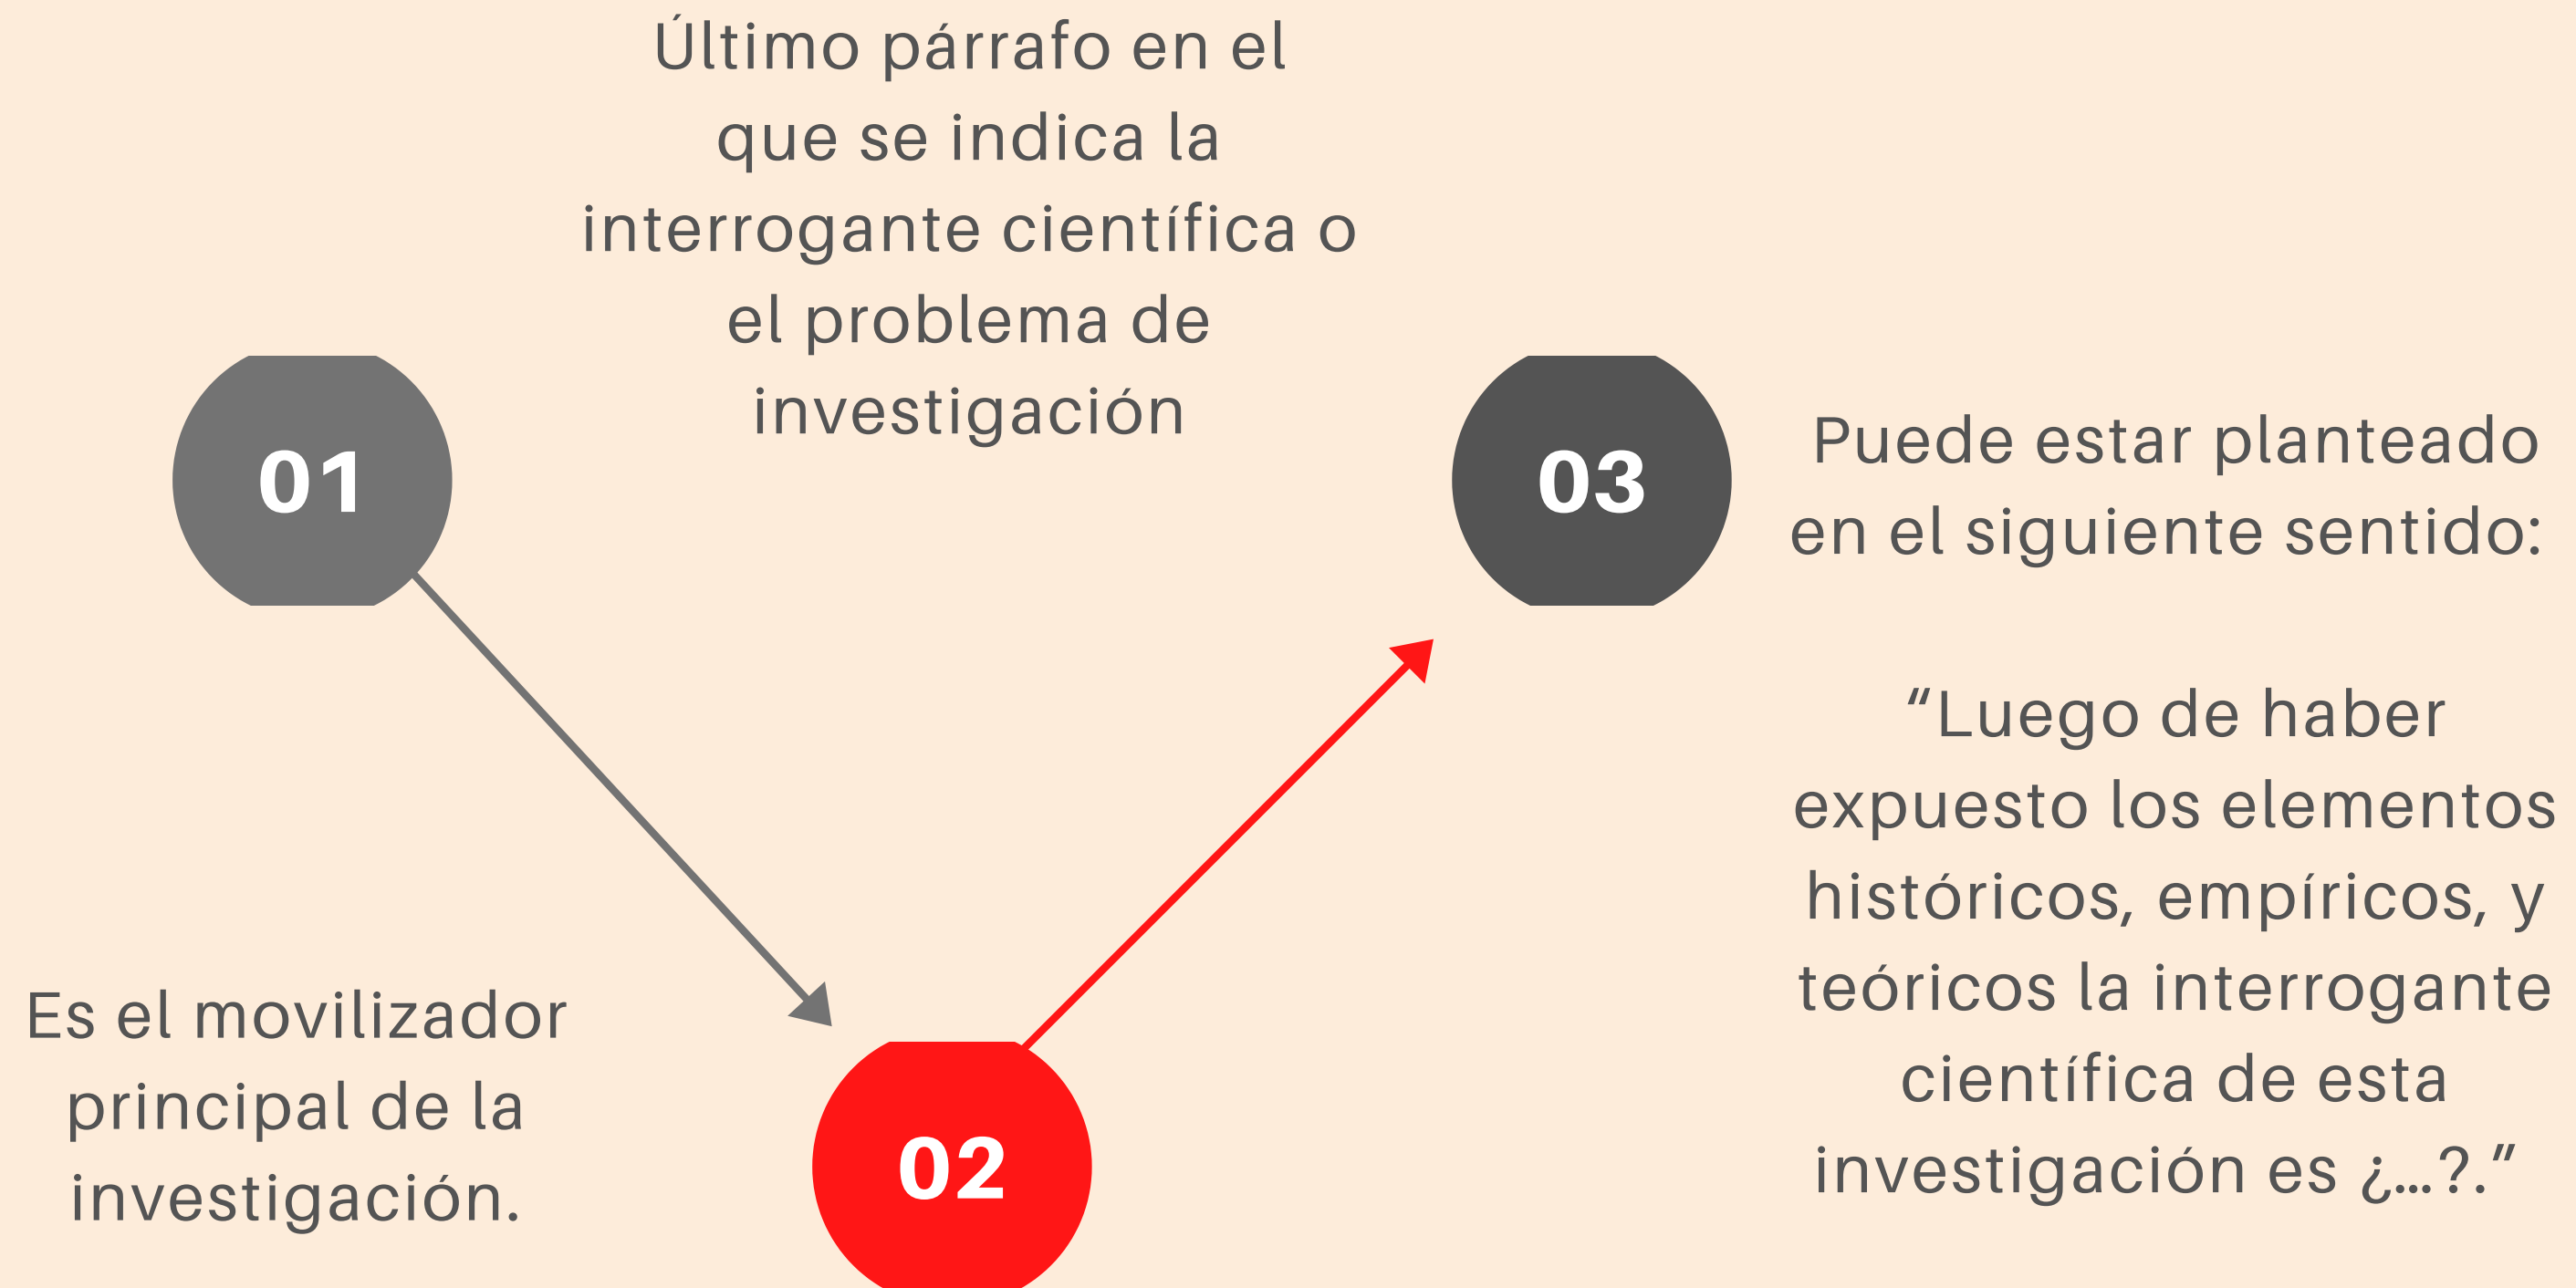 Último párrafo en el
que se indica la
interrogante científica o
el problema de
investigación
01
03
Puede estar planteado
en el siguiente sentido:
“Luego de haber
expuesto los elementos
históricos, empíricos, y
teóricos la interrogante
científica de esta
investigación es ¿...?.”
Es el movilizador
principal de la
investigación.
02